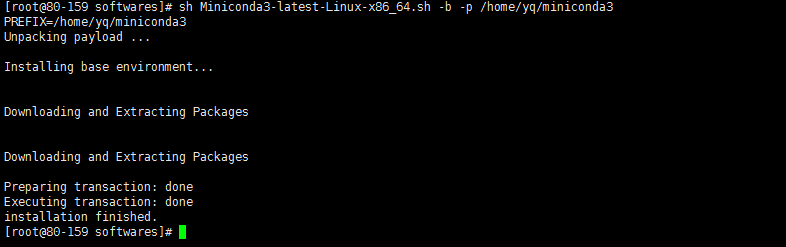 [root@80-159 softwares]# sh Miniconda3-latest-Linux-x86_64.sh -b -p /home/yq/miniconda3
PREFIX=/home/yq/miniconda3
Unpacking payload ...
Installing base environment...
Downloading and Extracting Packages
Downloading and Extracting Packages
Preparing transaction: done
Executing transaction: done
installation finished.
[root@80-159 softwares]#